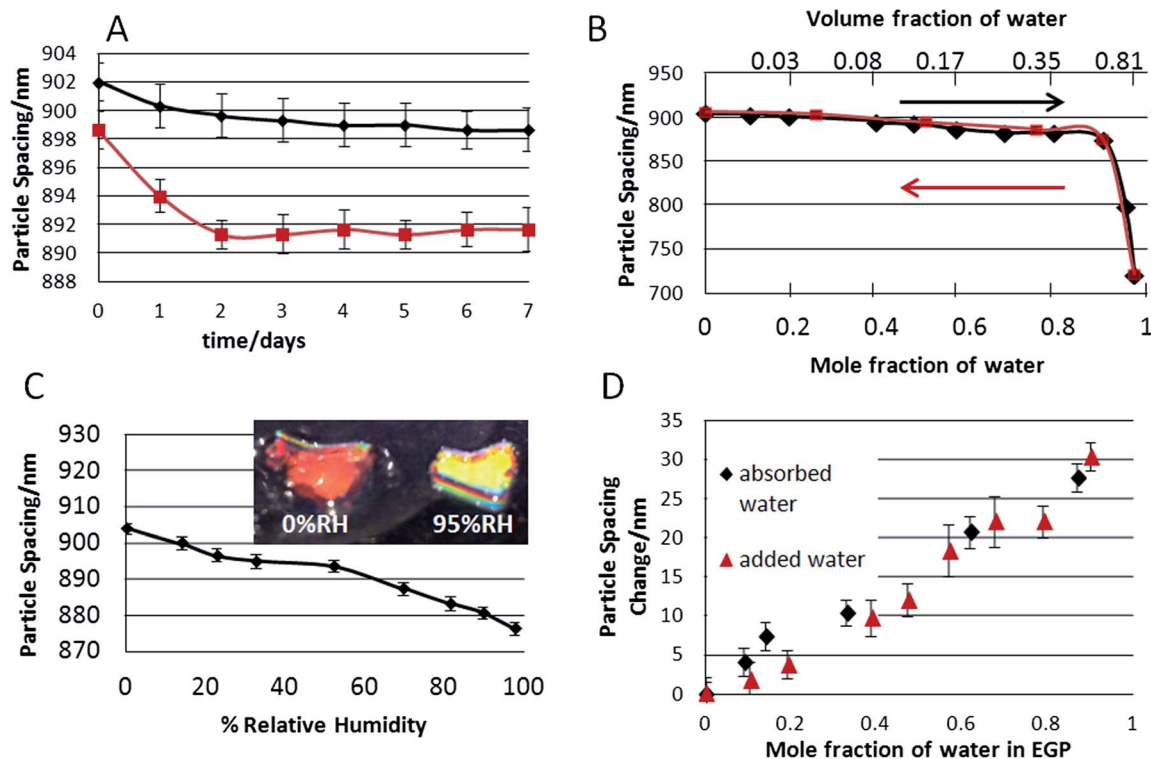 A
904
902
900
898
896
894
892
890
888
Particle Spacing/nm
0 1 2 3 4 5 6 7
time/days
B
Volume fraction of water
0.03 0.08 0.17 0.35 0.81
950
900
850
800
750
700
Particle Spacing/nm
0 0.2 0.4 0.6 0.8 1
Mole fraction of water
C
930
920
910
900
890
880
870
Particle Spacing/nm
0%RH 95%RH
0 20 40 60 80 100
% Relative Humidity
D
35
30
25
20
15
10
5
0
Particle Spacing
Change/nm
absorbed
water
added water
0 0.2 0.4 0.6 0.8 1
Mole fraction of water in EGP